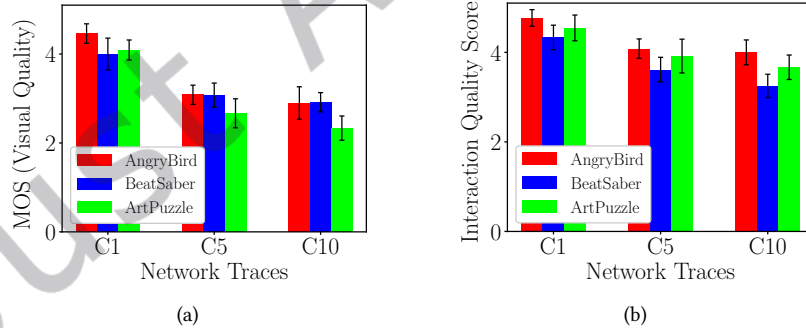 MOS (Visual Quality)
4
2
0
AngryBird
BeatSaber
ArtPuzzle
C1 C5 C10
Network Traces
(a)
Interaction Quality Score
4
2
0
AngryBird
BeatSaber
ArtPuzzle
C1 C5 C10
Network Traces
(b)